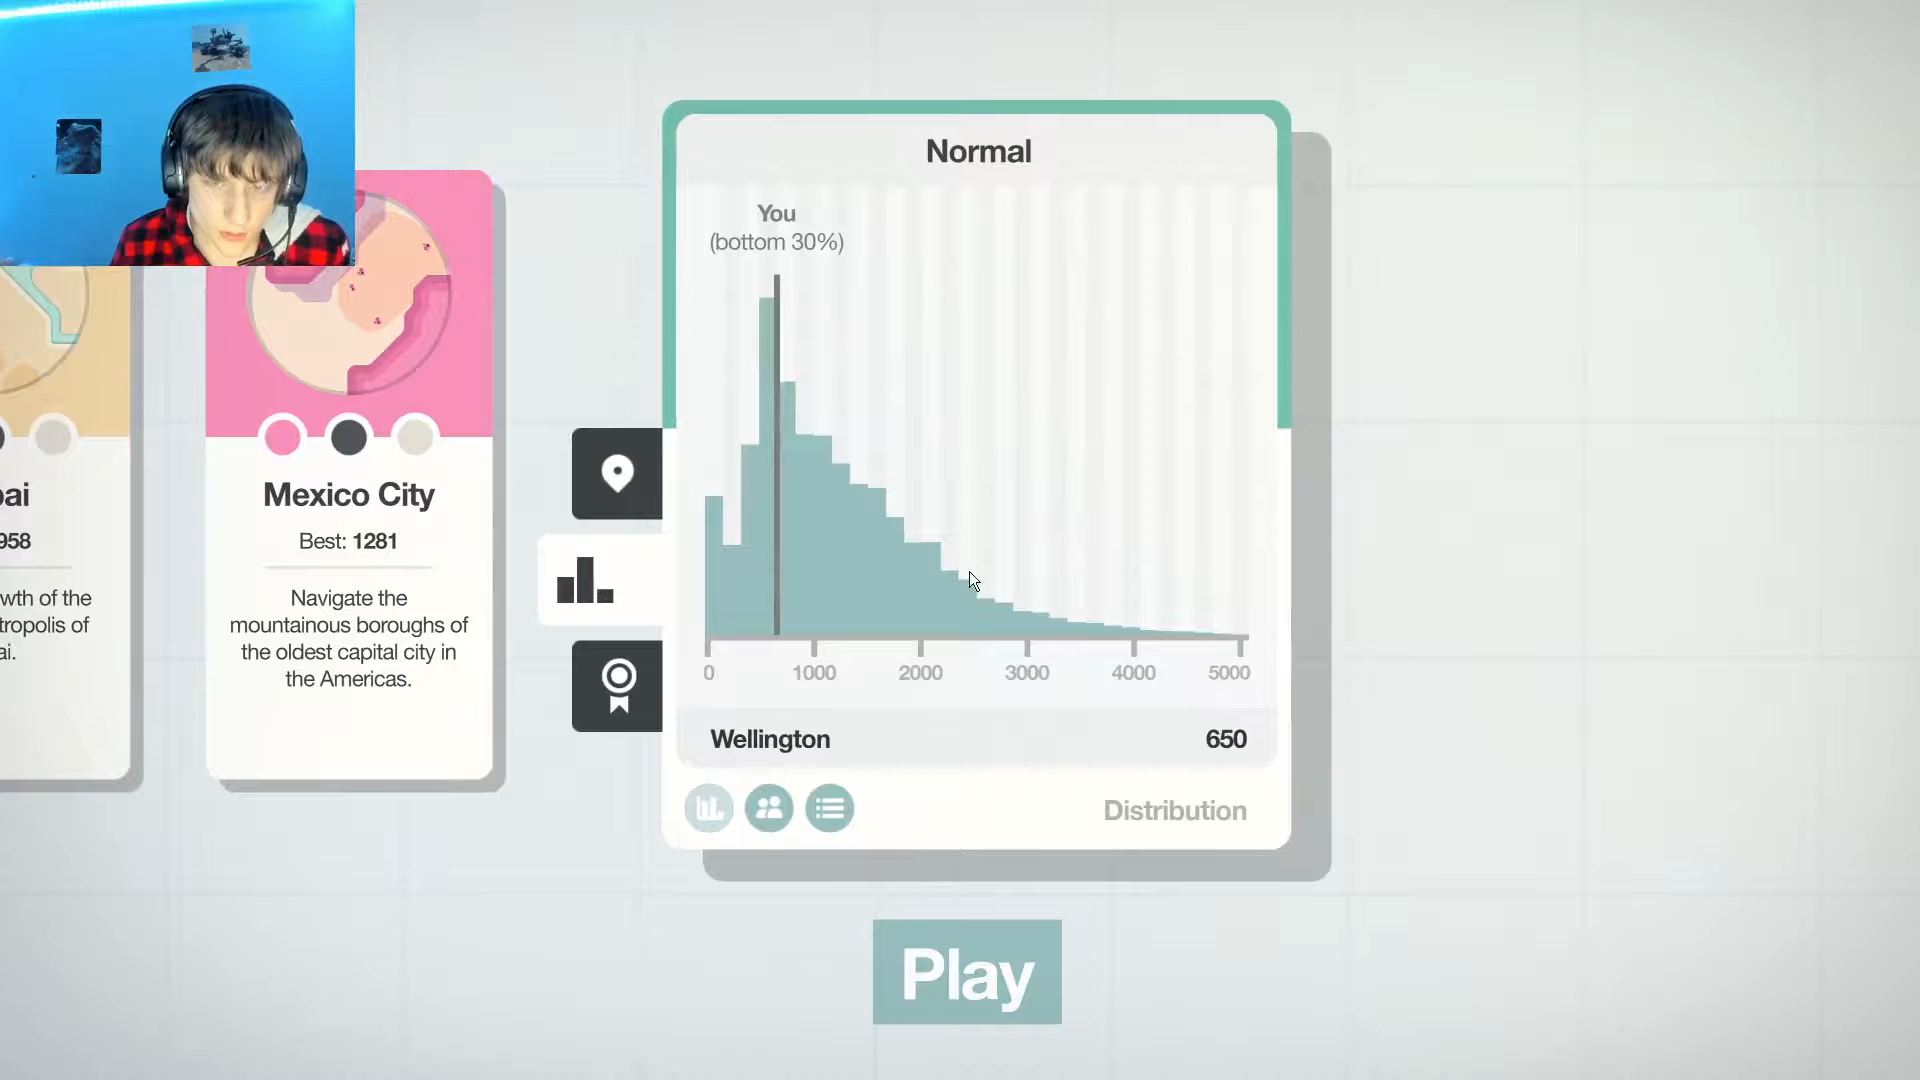 Normal
You
(bottom 30%)
0 1000 2000 3000 4000 5000
Wellington 650
Distribution
Play
Mexico City
Best: 1281
Navigate the
mountainous boroughs of
the oldest capital city in
the Americas.
bai
958
wth of the
tropolis of
ai.